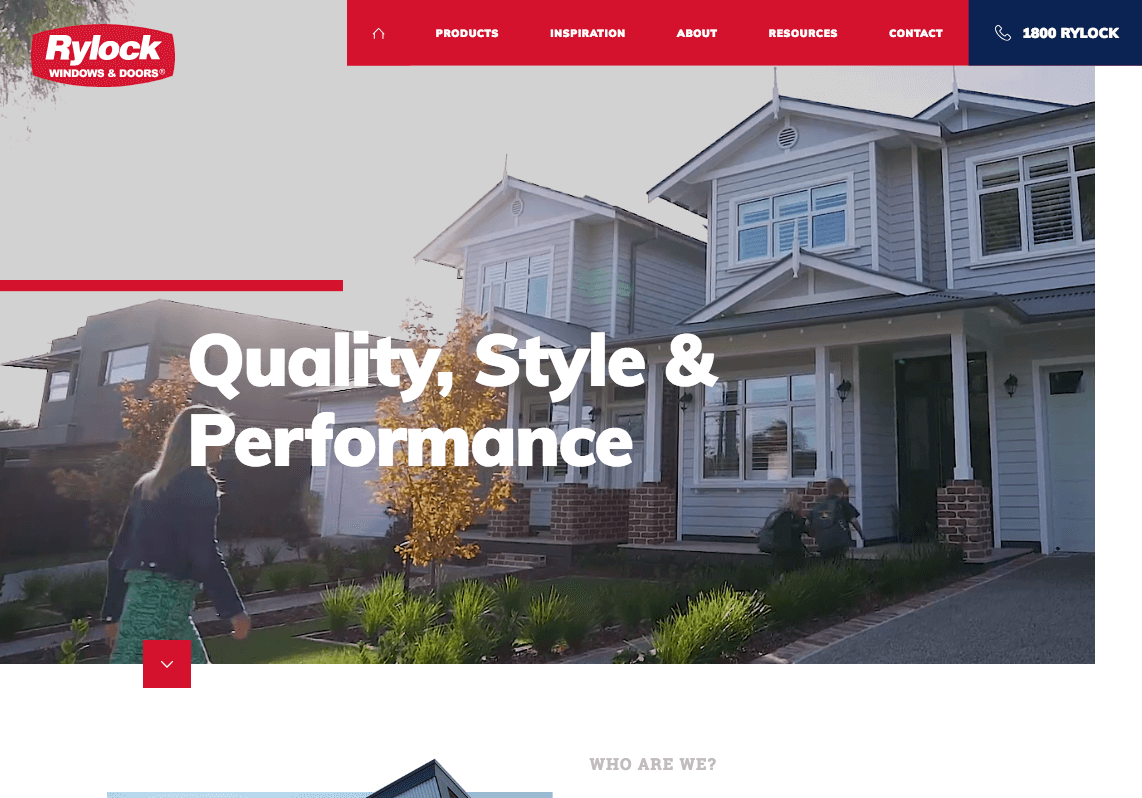 Rylock
WINDOWS & DOORS®
PRODUCTS
INSPIRATION
ABOUT
RESOURCES
CONTACT
1800 RYLOCK
Quality, Style &
Performance
WHO ARE WE?